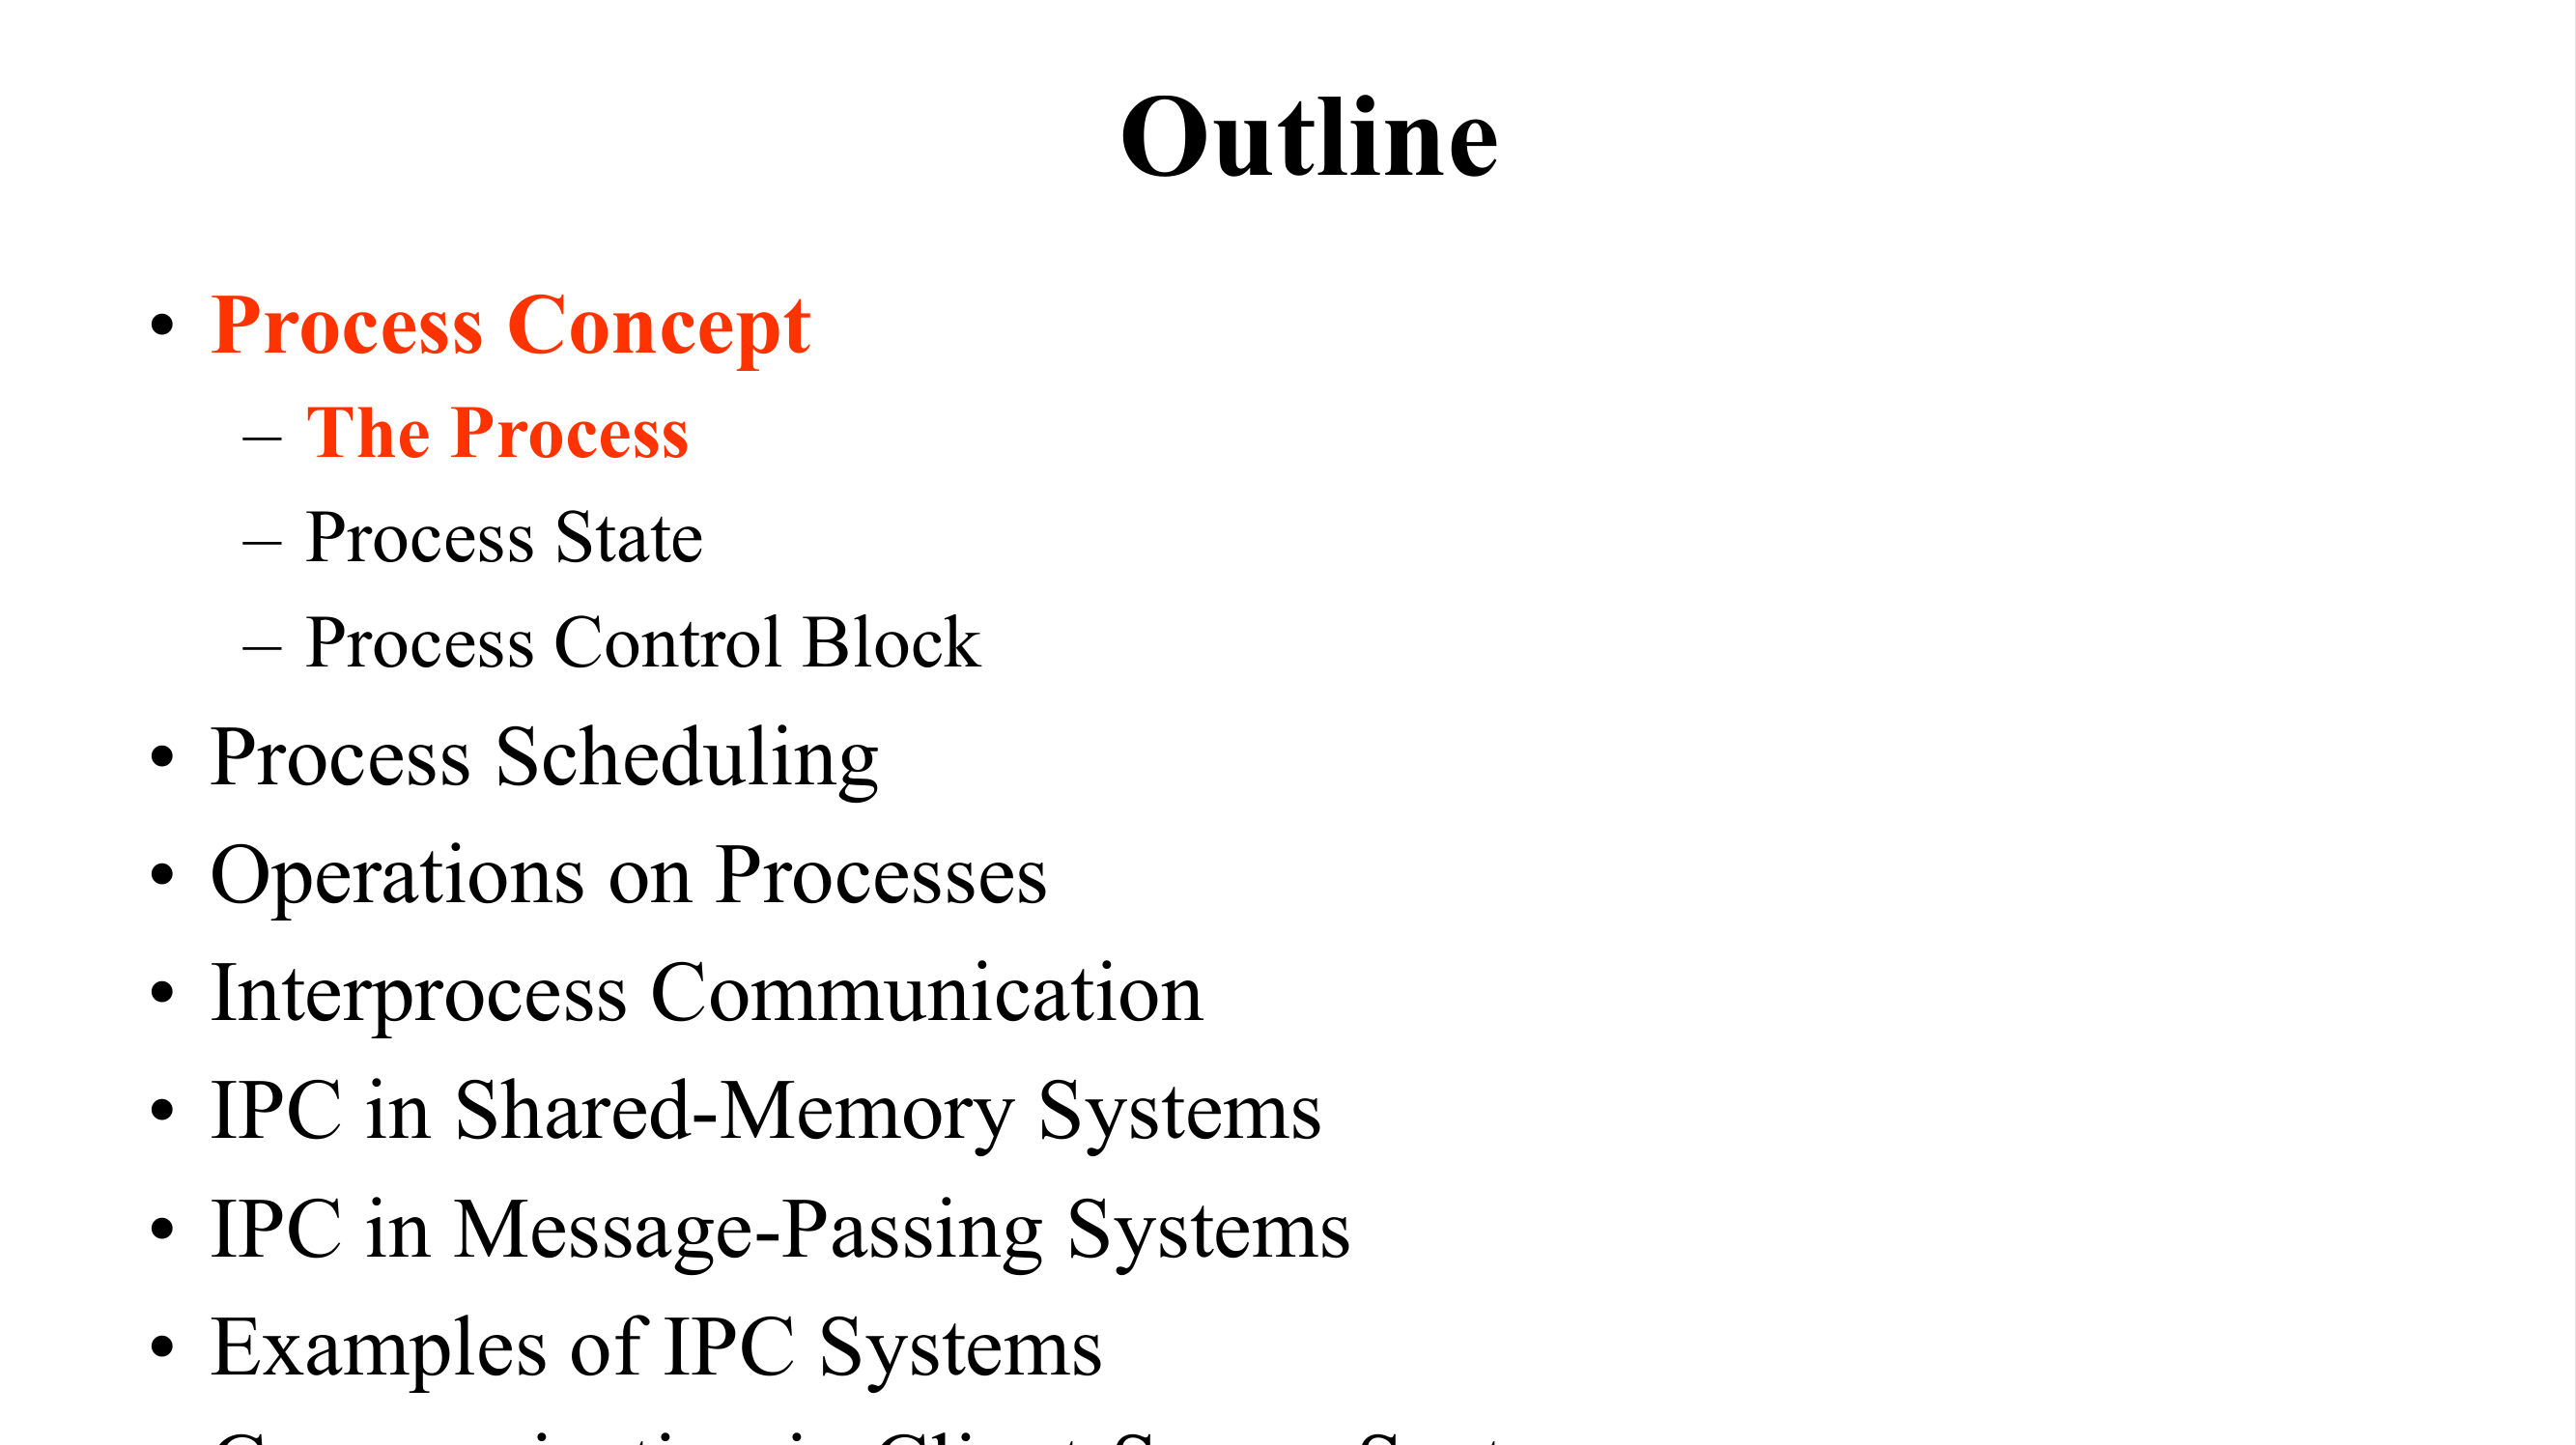 Outline
• Process Concept
– The Process
– Process State
– Process Control Block
• Process Scheduling
• Operations on Processes
• Interprocess Communication
• IPC in Shared-Memory Systems
• IPC in Message-Passing Systems
• Examples of IPC Systems